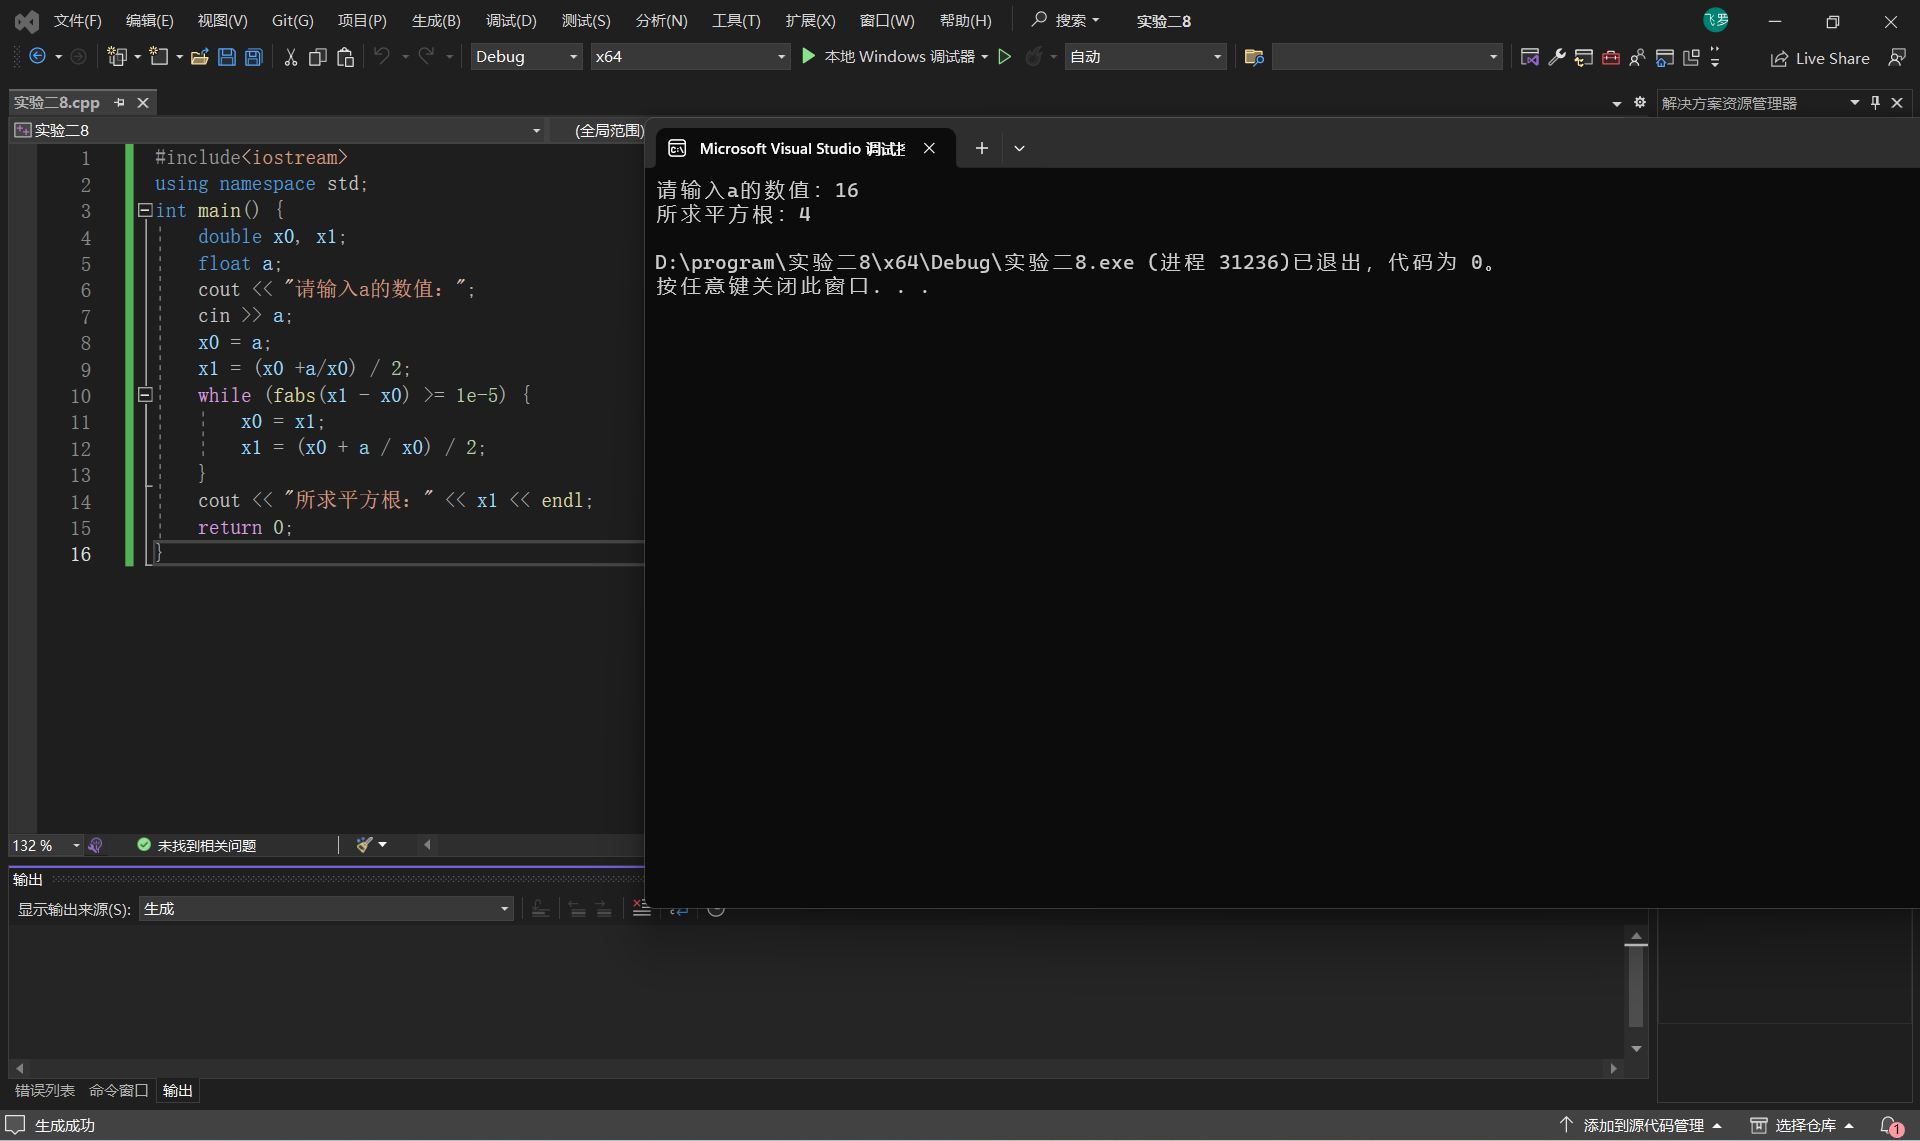 文件(F) 编辑(E) 视图(V) Git(G) 项目(P) 生成(B) 调试(D) 测试(S) 分析(N) 工具(T) 扩展(X) 窗口(W) 帮助(H) 搜索 实验二8 飞罗
Debug x64 本地 Windows 调试器 自动 Live Share
实验二8.cpp 解决方案资源管理器
实验二8 (全局范围)
Microsoft Visual Studio 调试控
1 #include<iostream>
2 using namespace std;
3 int main() {
4 double x0, x1;
5 float a;
6 cout << "请输入a的数值：";
7 cin >> a;
8 x0 = a;
9 x1 = (x0 +a/x0) / 2;
10 while (fabs(x1 - x0) >= 1e-5) {
11 x0 = x1;
12 x1 = (x0 + a / x0) / 2;
13 }
14 cout << "所求平方根：" << x1 << endl;
15 return 0;
16 }
请输入a的数值：16
所求平方根：4
D:\program\实验二8\x64\Debug\实验二8.exe (进程 31236)已退出，代码为 0。
按任意键关闭此窗口. . .
132 % 未找到相关问题
输出
显示输出来源(S): 生成
错误列表 命令窗口 输出
生成成功 添加到源代码管理 选择仓库 1